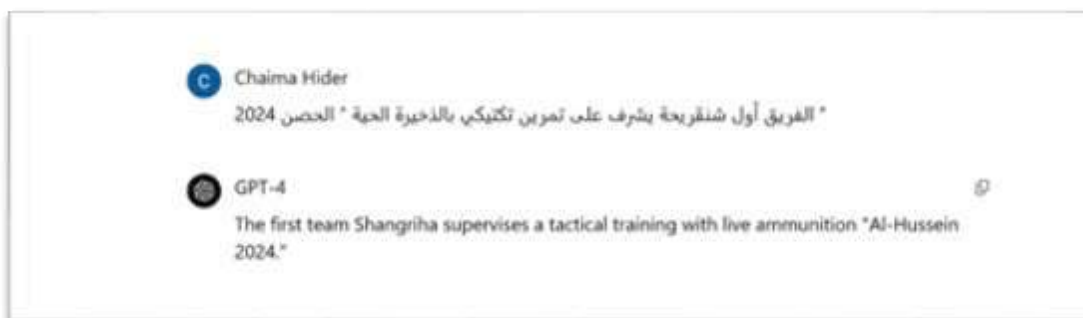 C
Chaima Hider
" الفريق أول شنقريحة يشرف على تمرين تكتيكي بالذخيرة الحية " الحصن 2024
GPT-4
The first team Shangriha supervises a tactical training with live ammunition "Al-Hussein
2024."